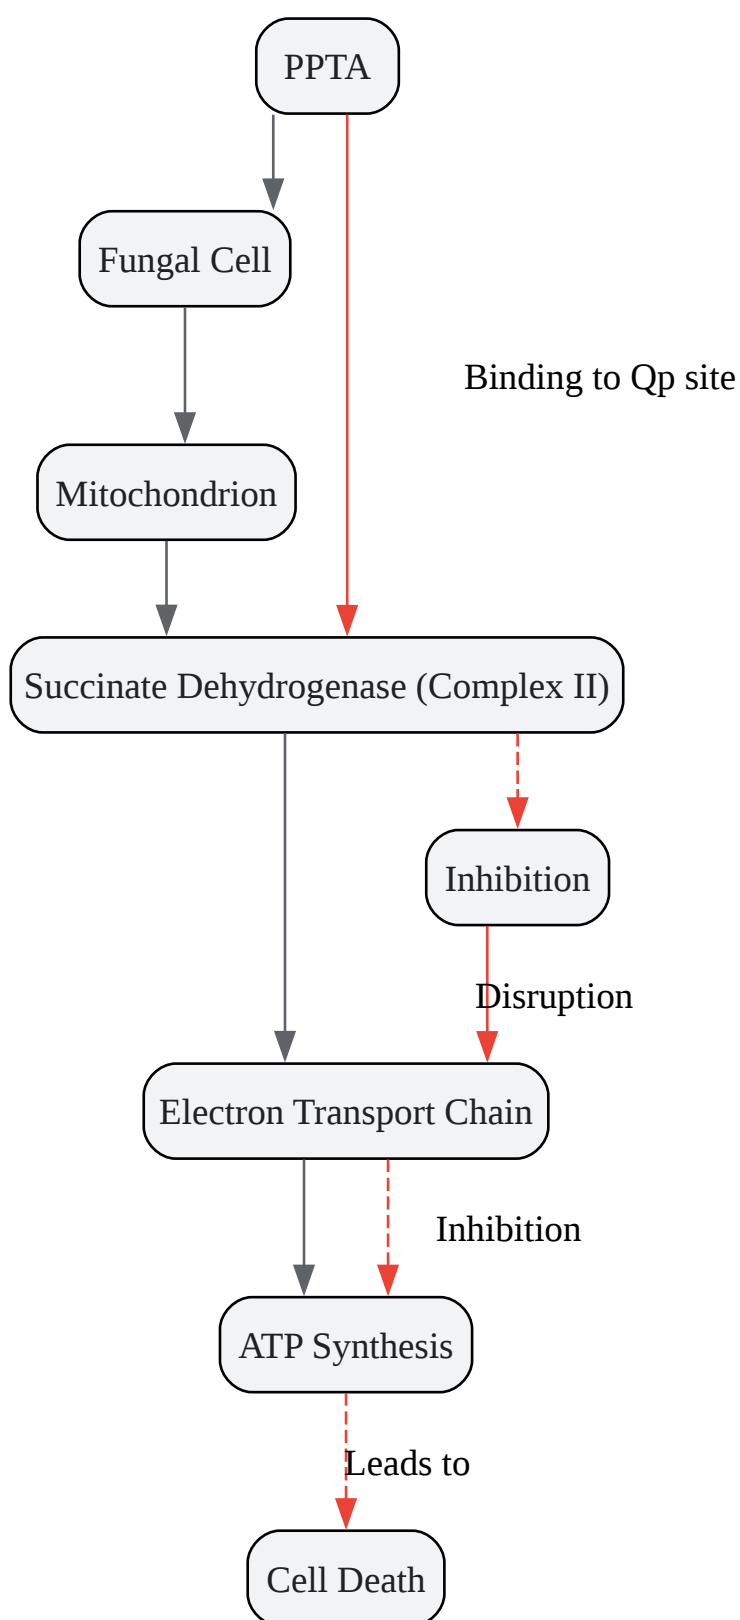 PPTA
Fungal Cell
Binding to Qp site
Mitochondrion
Succinate Dehydrogenase (Complex II)
Inhibition
Disruption
Electron Transport Chain
Inhibition
ATP Synthesis
Leads to
Cell Death